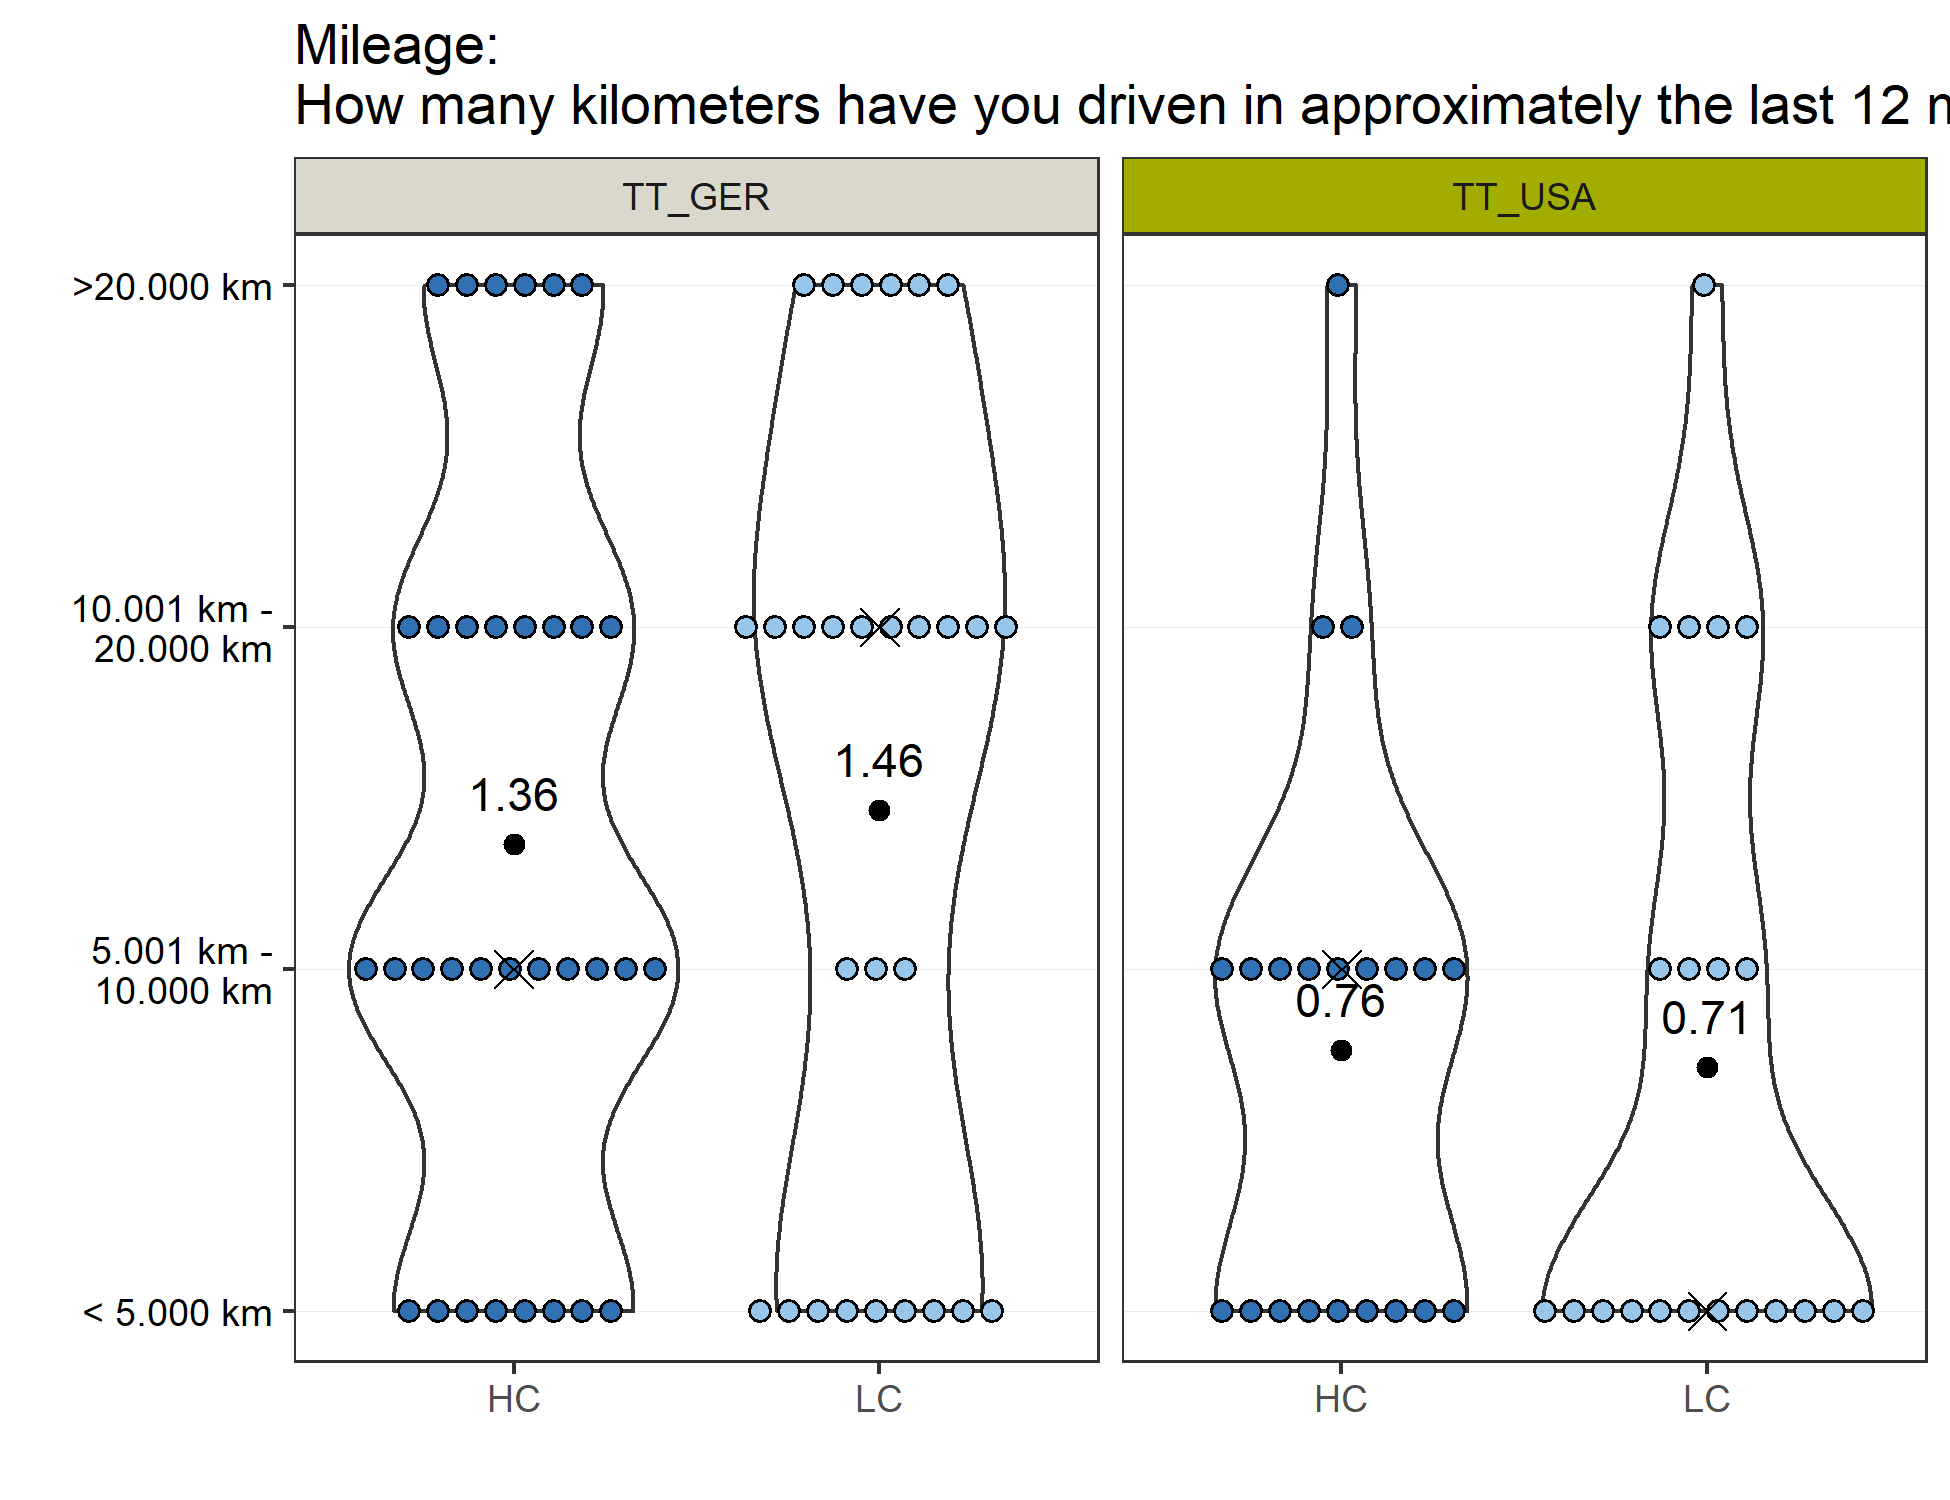 Mileage:
How many kilometers have you driven in approximately the last 12
TT_GER
TT_USA
>20.000 km
10.001 km -
20.000 km
5.001 km -
10.000 km
< 5.000 km
1.36
1.46
0.76
0.71
HC
LC
HC
LC